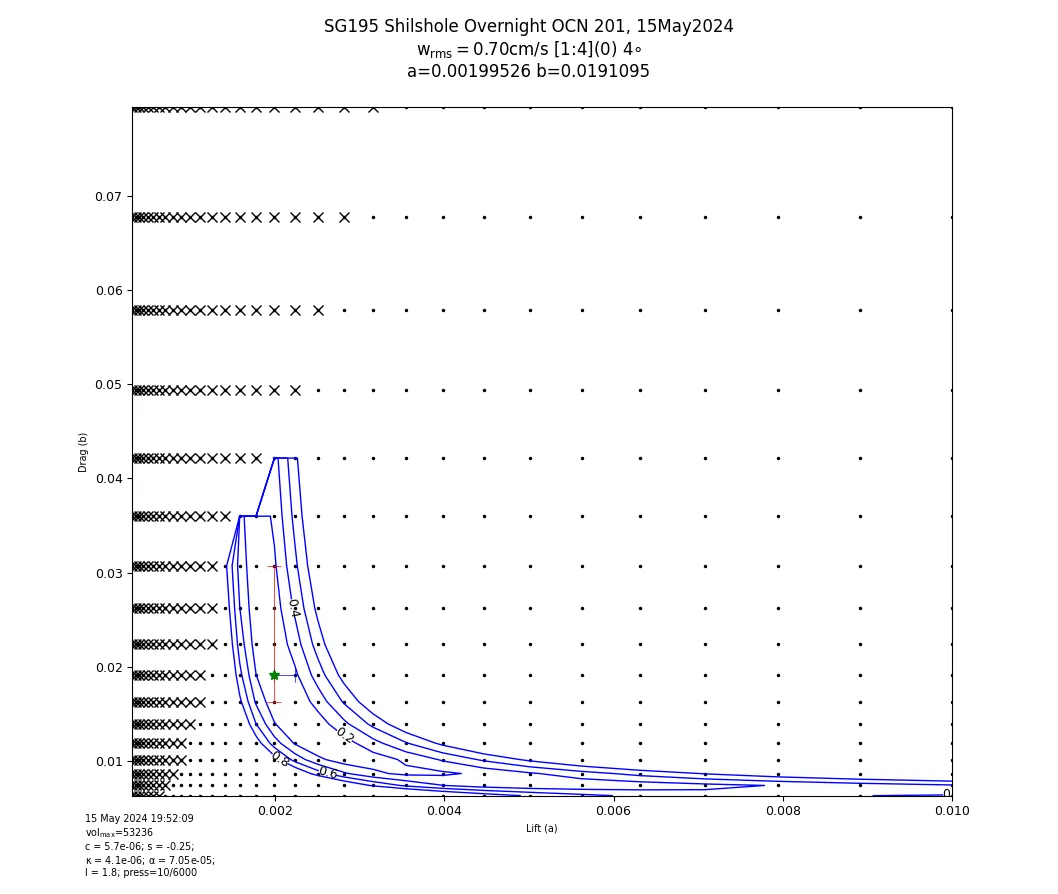 SG195 Shilshole Overnight OCN 201, 15May2024
w_rms = 0.70cm/s [1:4](0) 4∘
a=0.00199526 b=0.0191095
0.07
0.06
0.05
0.04
0.03
0.02
0.01
Drag (b)
0.4
0.2
0.8
0.6
0.
0.002
0.004
0.006
0.008
0.010
Lift (a)
15 May 2024 19:52:09
vol_max=53236
c = 5.7e-06; s = -0.25;
κ = 4.1e-06; α = 7.05e-05;
l = 1.8; press=10/6000